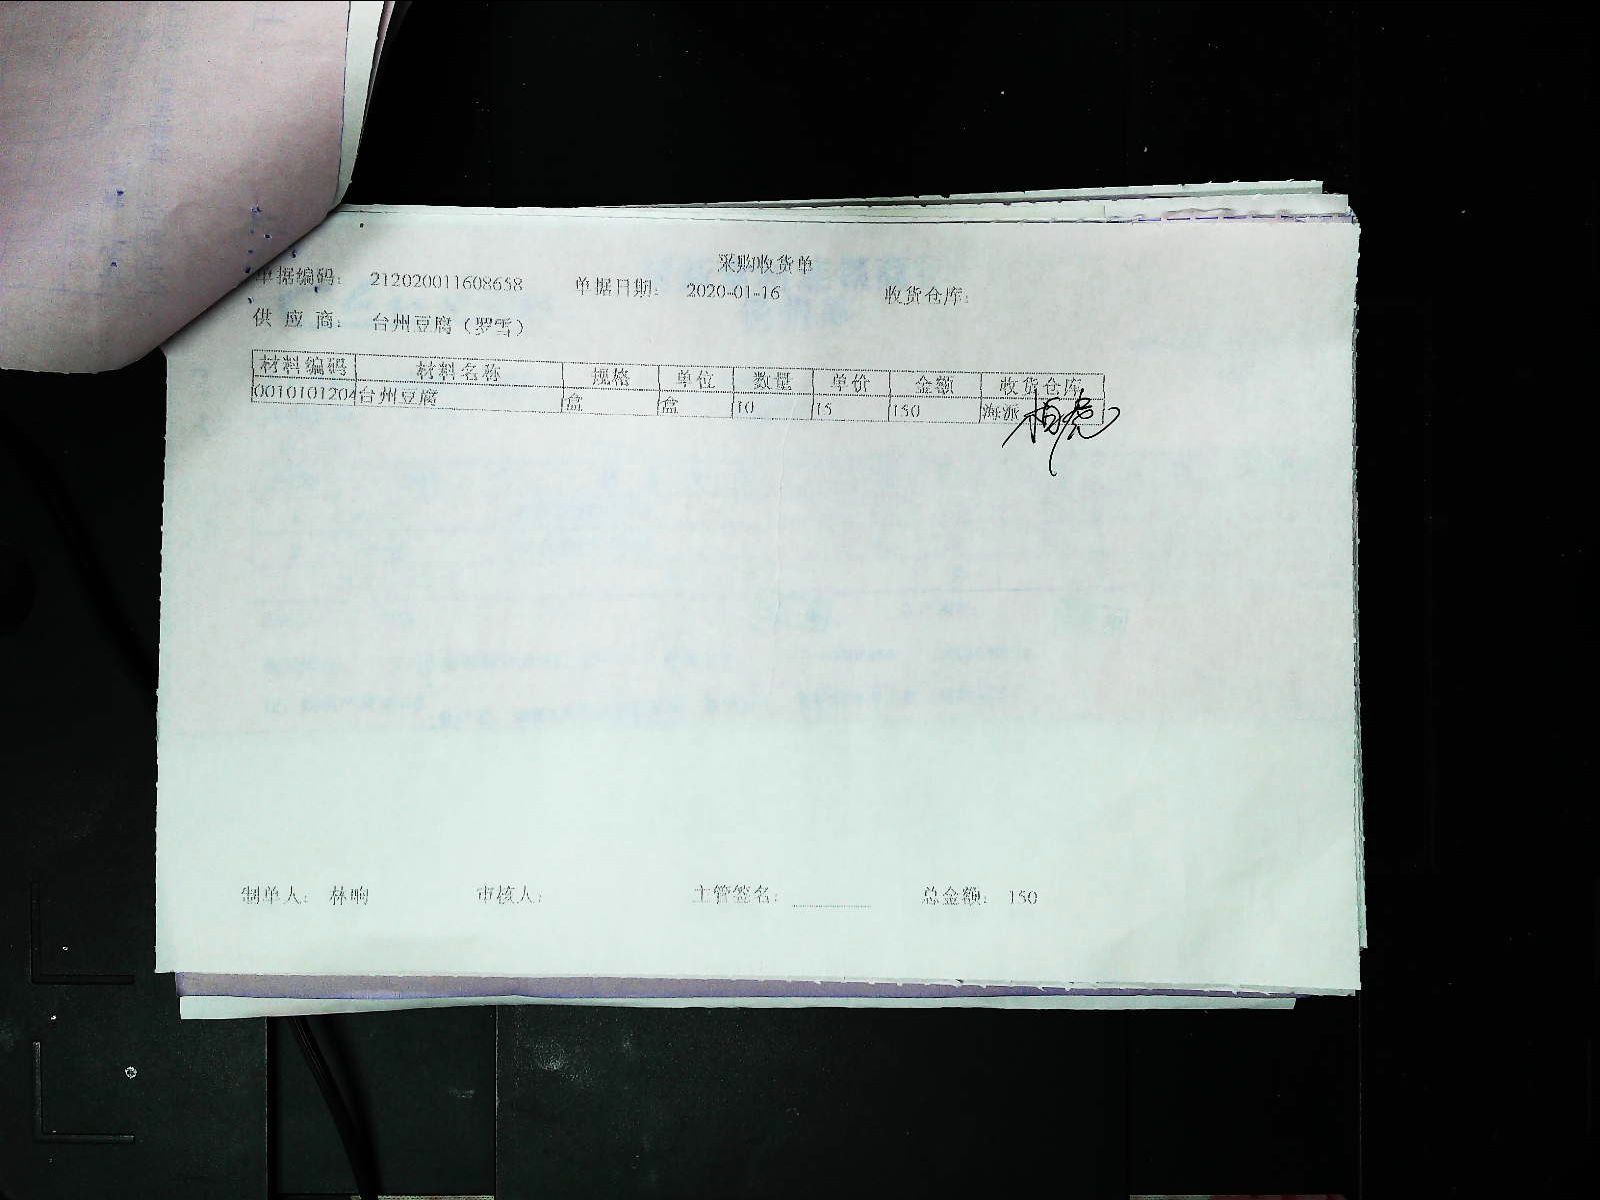 采购收货单
单据编码： 212020011608658 单据日期： 2020-01-16 收货仓库：
供 应 商： 台州豆腐（罗雪）
材料编码 材料名称 规格 单位 数量 单价 金额 收货仓库
0010101204 台州豆腐 盒 盒 10 15 150 海派
制单人： 林晌 审核人： 主管签名： 总金额： 150